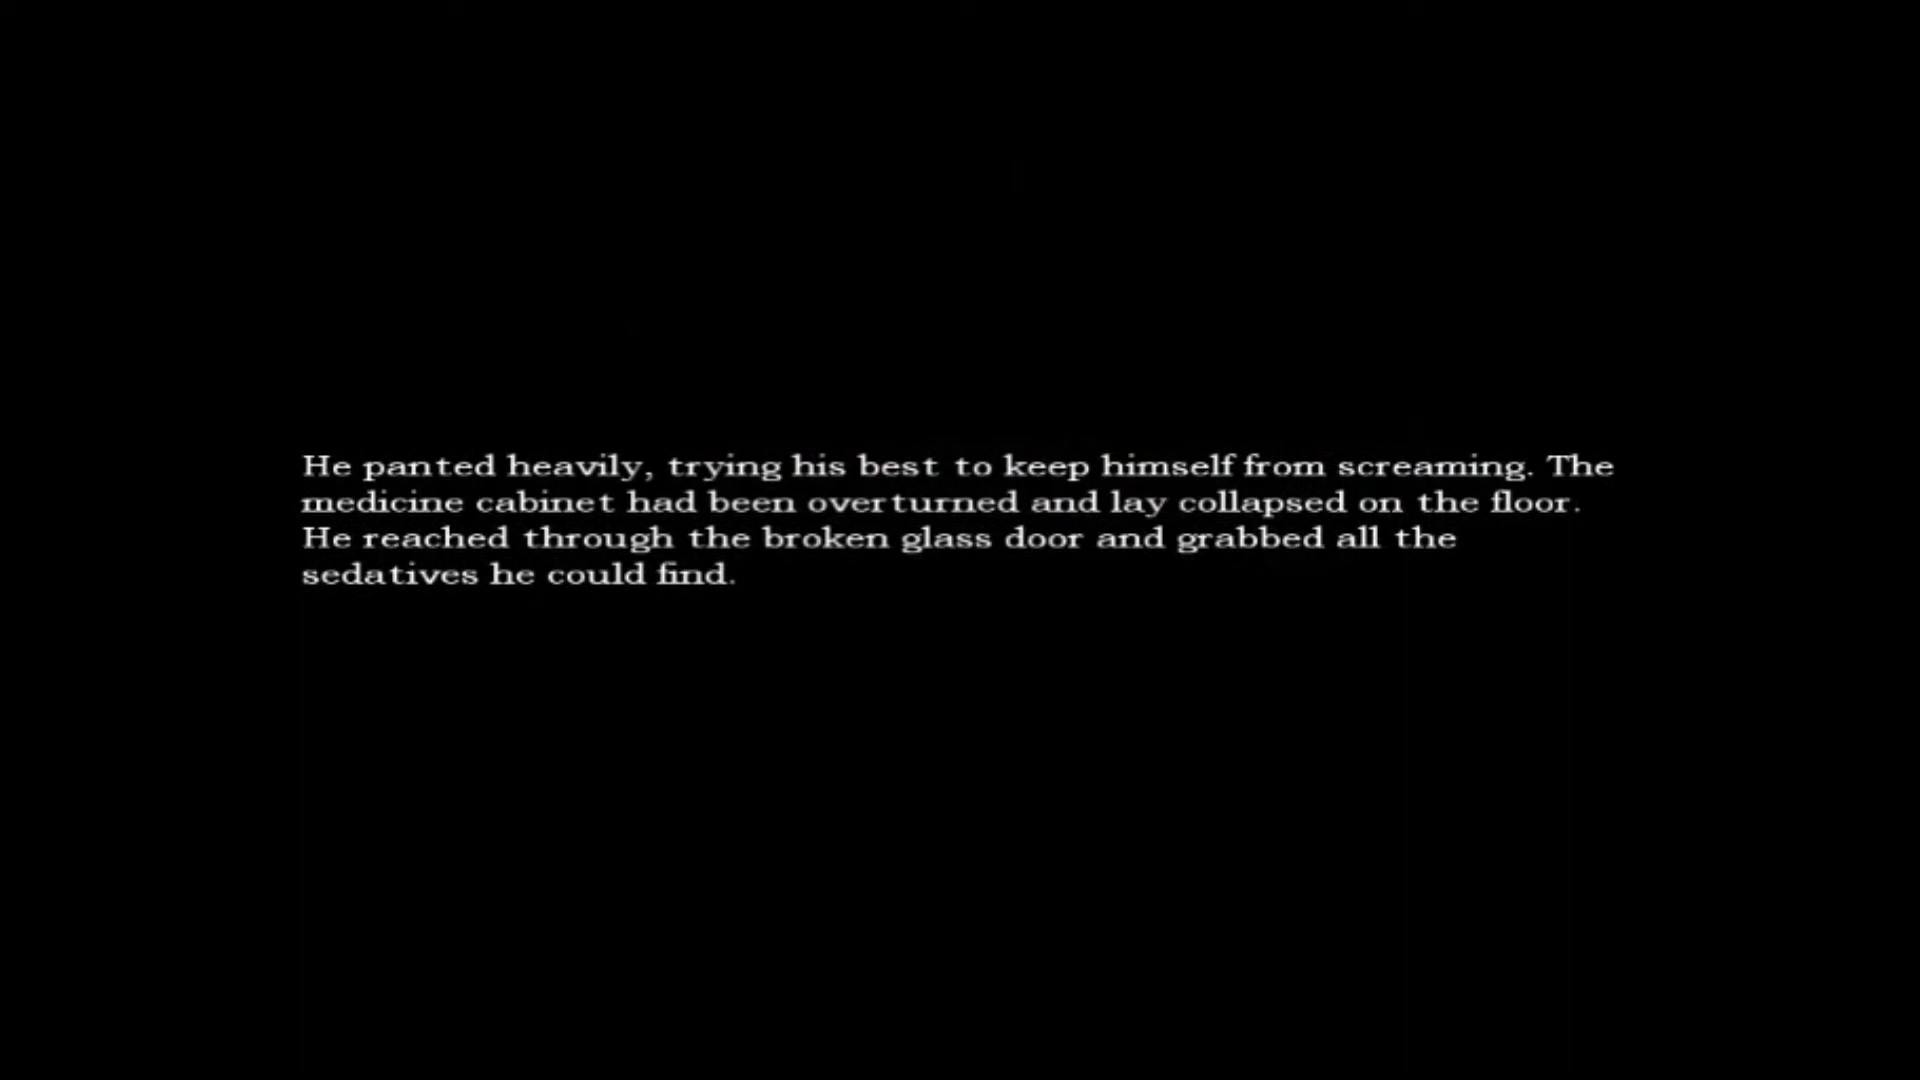 He panted heavily, trying his best to keep himself from screaming. The
medicine cabinet had been overturned and lay collapsed on the floor.
He reached through the broken glass door and grabbed all the
sedatives he could find.